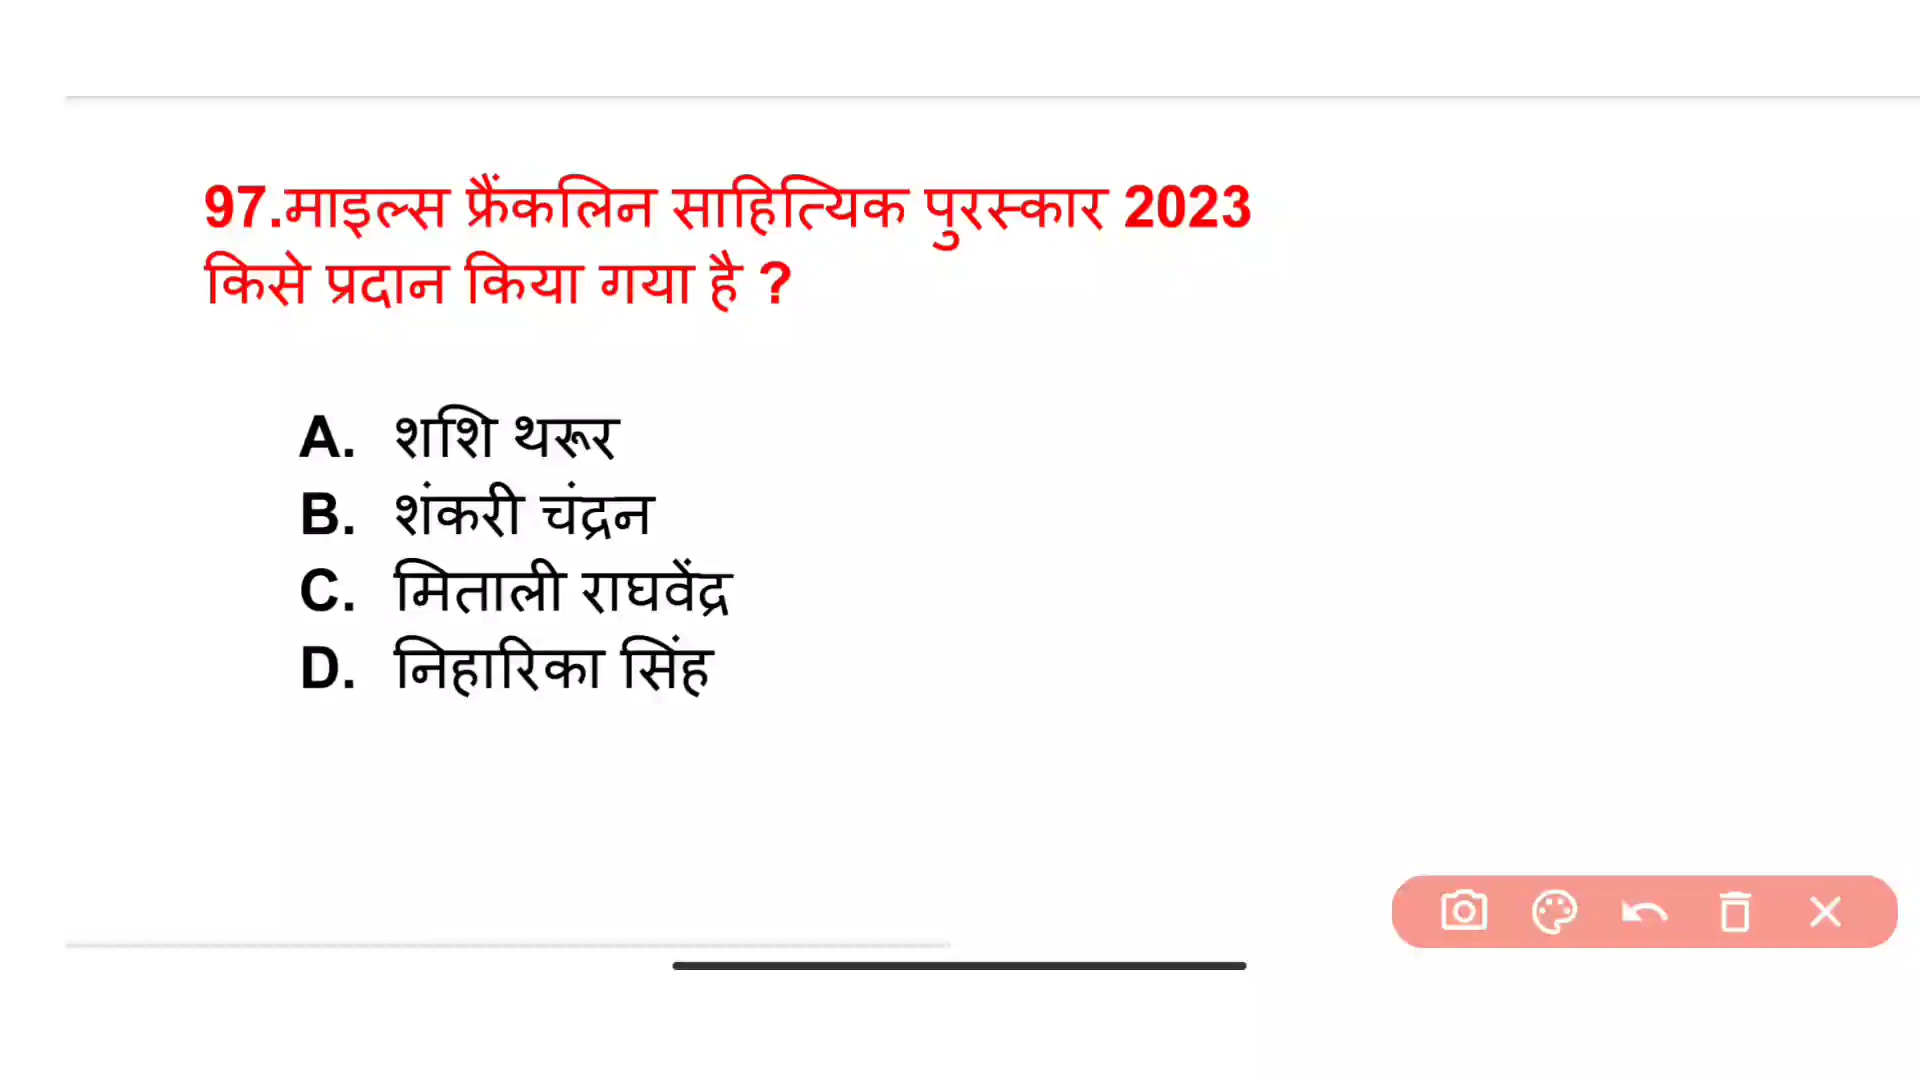 97.माइल्स फ्रैंकलिन साहित्यिक पुरस्कार 2023
किसे प्रदान किया गया है ?
A. शशि थरूर
B. शंकरी चंद्रन
C. मिताली राघवेंद्र
D. निहारिका सिंह